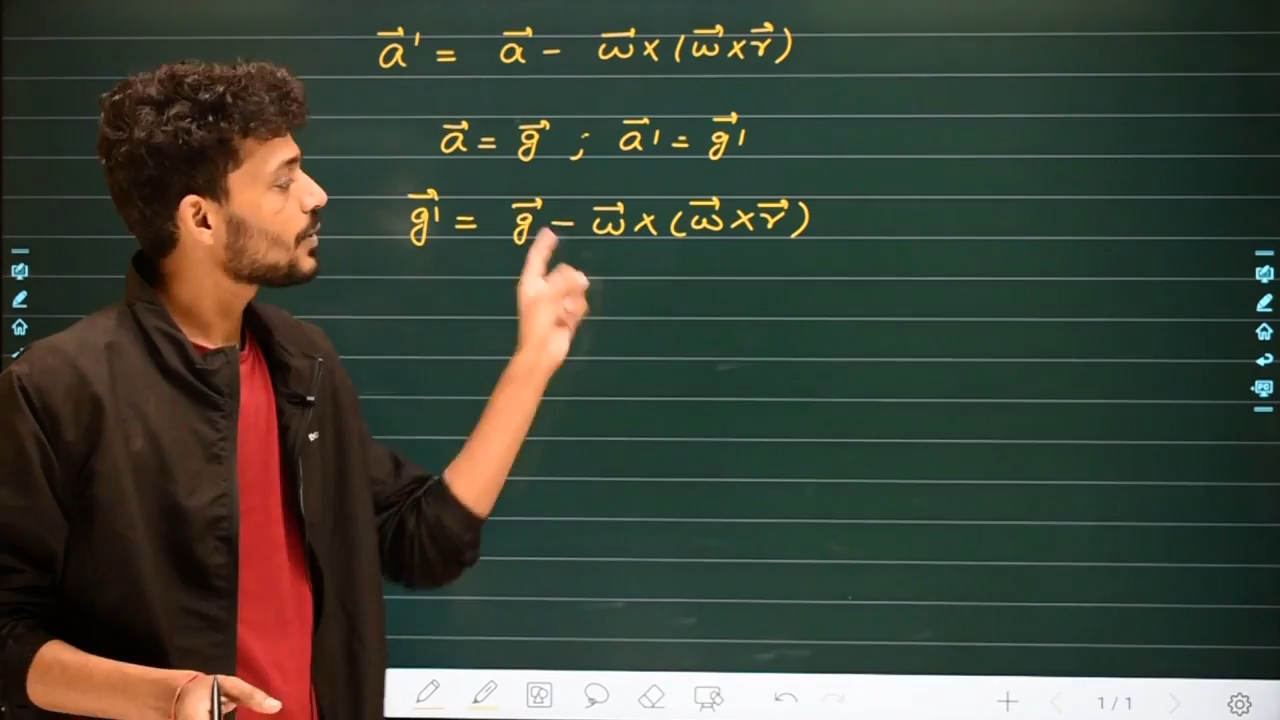 a⃗' = a⃗ - ω⃗ × (ω⃗ × r⃗)
a⃗ = g⃗ ; a⃗' = g⃗'
g⃗' = g⃗ - ω⃗ × (ω⃗ × r⃗)
1/1